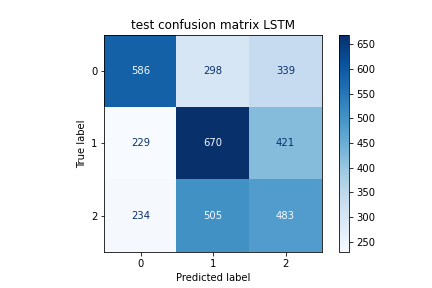 test confusion matrix LSTM
0 586 298 339
1 229 670 421
2 234 505 483
0 1 2
True label
Predicted label
650
600
550
500
450
400
350
300
250